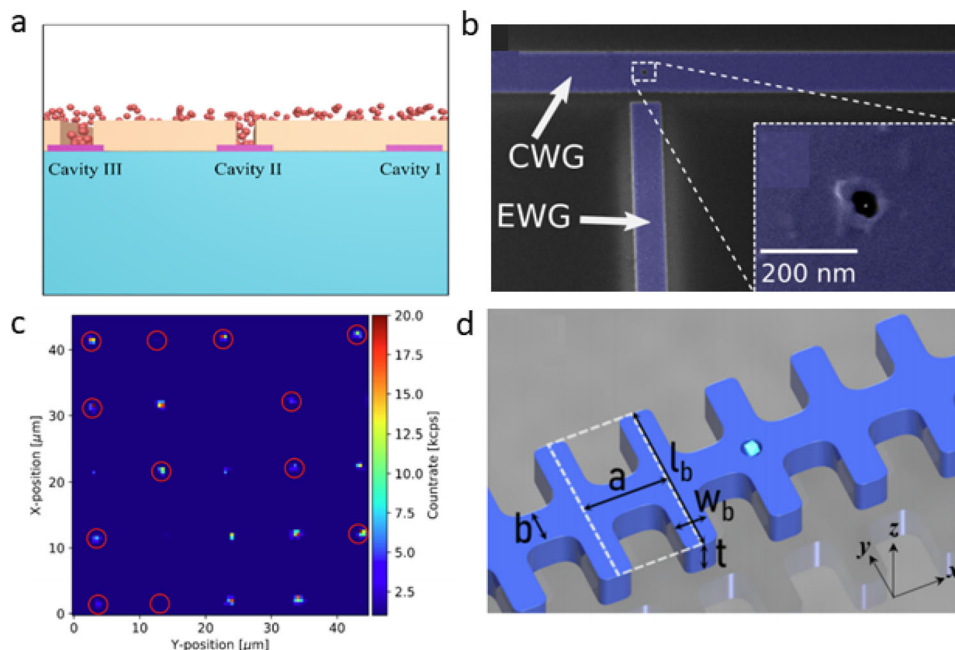 a
Cavity III
Cavity II
Cavity I
b
CWG
EWG
200 nm
c
X-position [μm]
40
30
20
10
0
0
10
20
30
40
Y-position [μm]
20.0
17.5
15.0
12.5
10.0
7.5
5.0
2.5
Countrate [kcps]
d
a
l_b
b
w_b
t
y
z
x